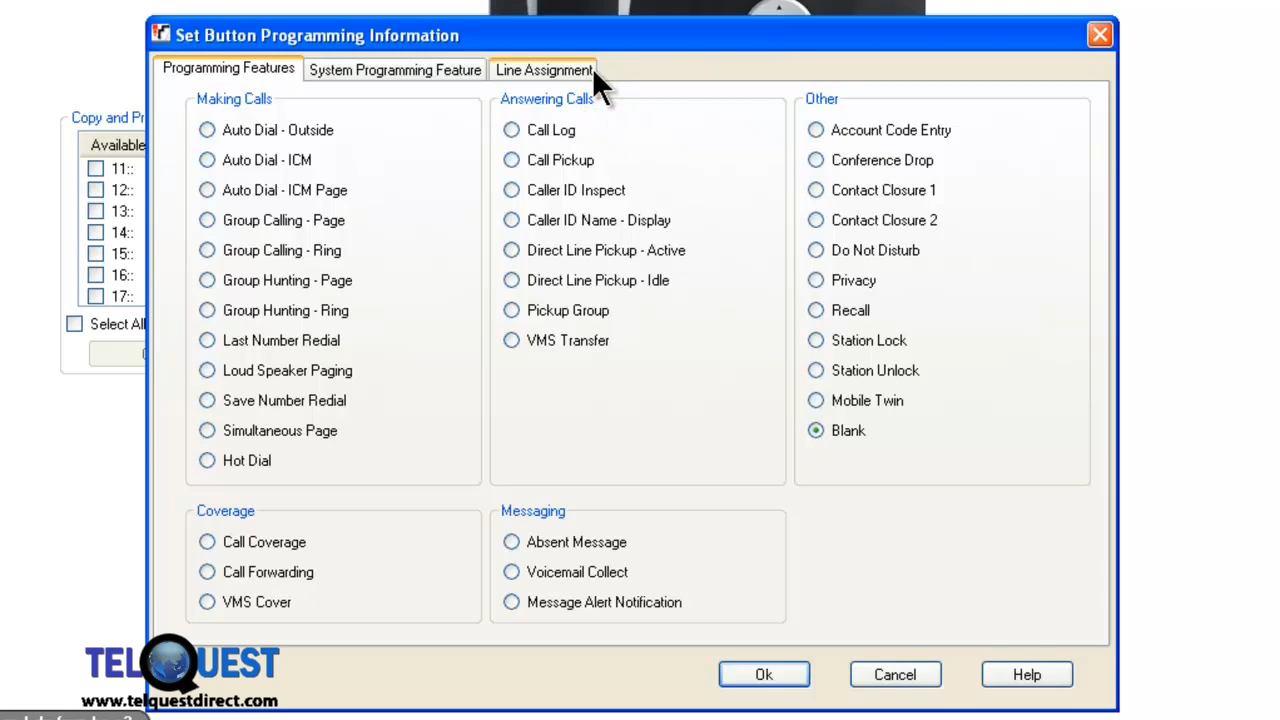 Set Button Programming Information
Programming Features
System Programming Feature
Line Assignment
Making Calls
Auto Dial - Outside
Auto Dial - ICM
Auto Dial - ICM Page
Group Calling - Page
Group Calling - Ring
Group Hunting - Page
Group Hunting - Ring
Last Number Redial
Loud Speaker Paging
Save Number Redial
Simultaneous Page
Hot Dial
Answering Calls
Call Log
Call Pickup
Caller ID Inspect
Caller ID Name - Display
Direct Line Pickup - Active
Direct Line Pickup - Idle
Pickup Group
VMS Transfer
Other
Account Code Entry
Conference Drop
Contact Closure 1
Contact Closure 2
Do Not Disturb
Privacy
Recall
Station Lock
Station Unlock
Mobile Twin
Blank
Coverage
Call Coverage
Call Forwarding
VMS Cover
Messaging
Absent Message
Voicemail Collect
Message Alert Notification
Ok
Cancel
Help
Copy and Pr
Available
11::
12::
13::
14::
15::
16::
17::
Select All
TELQUEST
www.telquestdirect.com